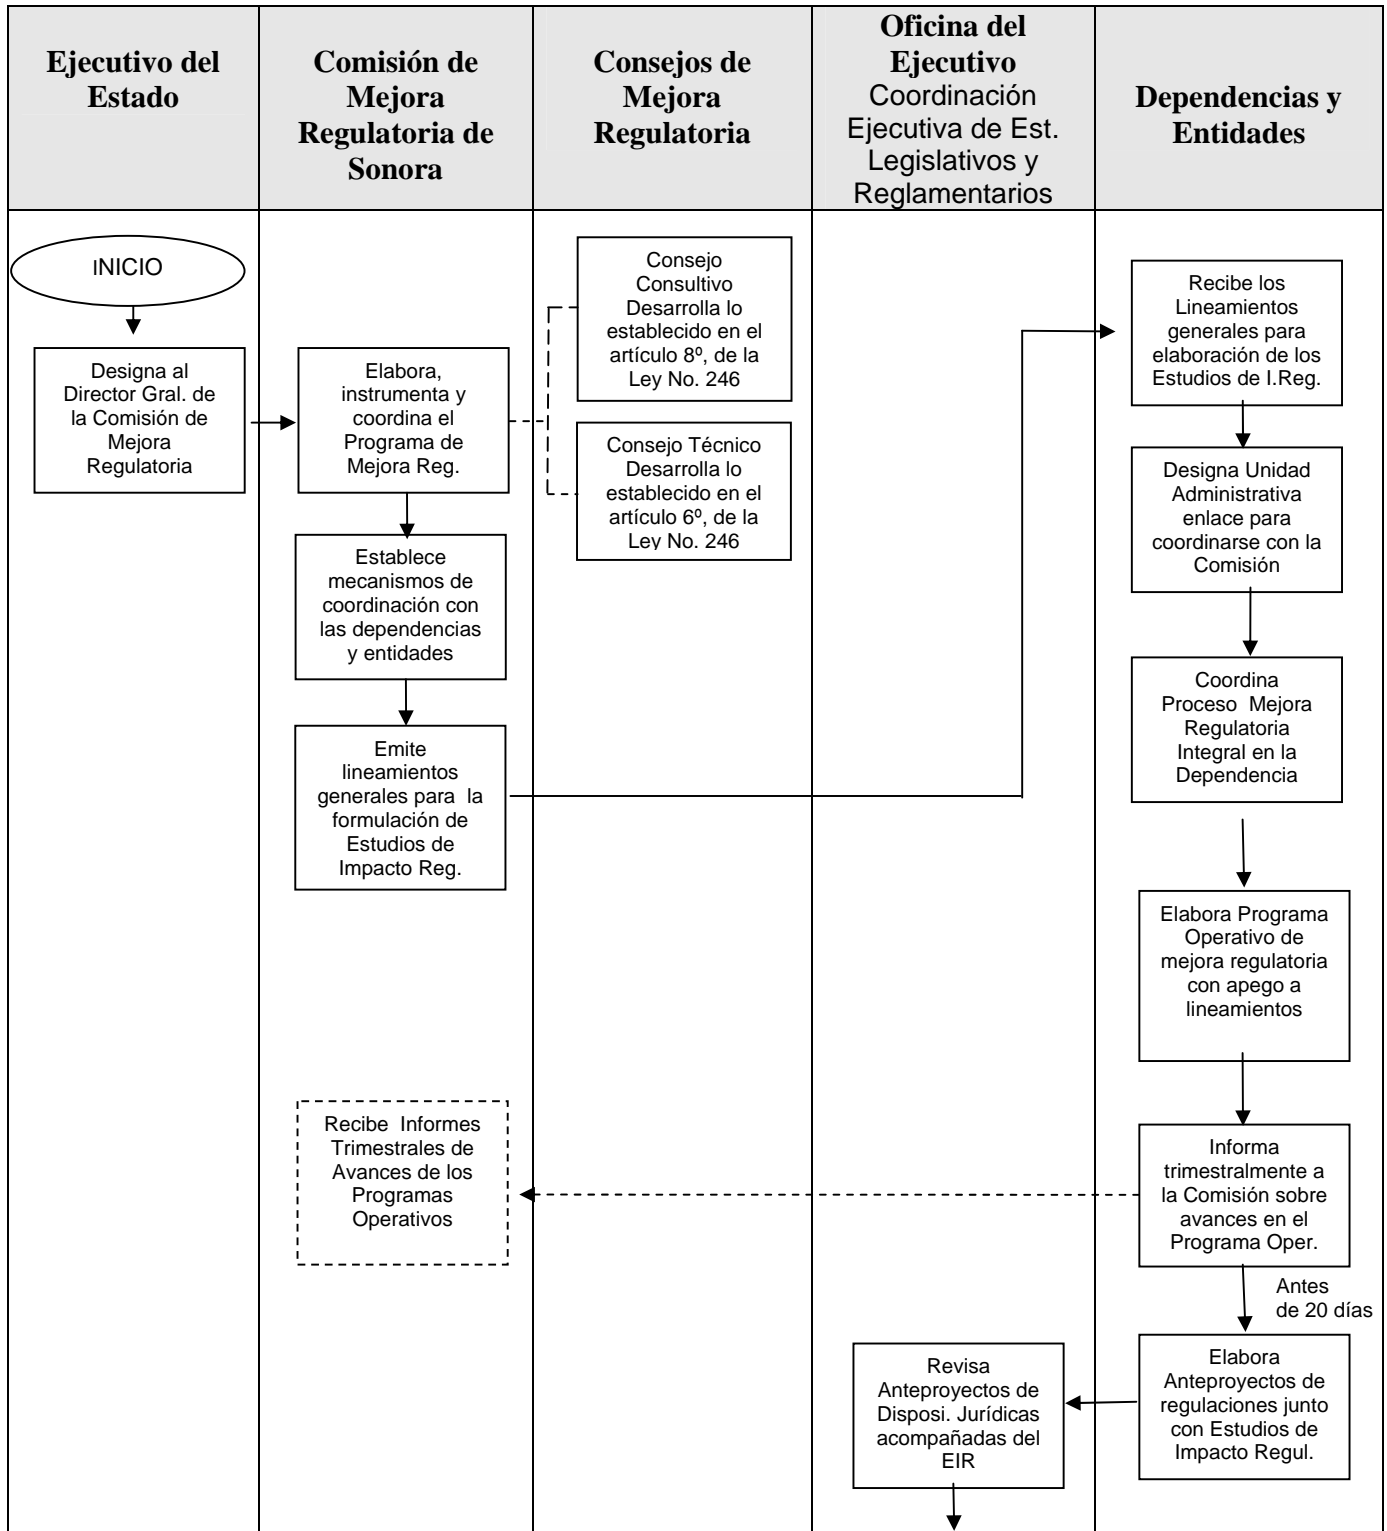 Ejecutivo del
Estado
Comisión de
Mejora
Regulatoria de
Sonora
Consejos de
Mejora
Regulatoria
Oficina del
Ejecutivo
Coordinación
Ejecutiva de Est.
Legislativos y
Reglamentarios
Dependencias y
Entidades
INICIO
Designa al
Director Gral. de
la Comisión de
Mejora
Regulatoria
Elabora,
instrumenta y
coordina el
Programa de
Mejora Reg.
Establece
mecanismos de
coordinación con
las dependencias
y entidades
Emite
lineamientos
generales para la
formulación de
Estudios de
Impacto Reg.
Recibe Informes
Trimestrales de
Avances de los
Programas
Operativos
Consejo
Consultivo
Desarrolla lo
establecido en el
artículo 8º, de la
Ley No. 246
Consejo Técnico
Desarrolla lo
establecido en el
artículo 6º, de la
Ley No. 246
Revisa
Anteproyectos de
Disposi. Jurídicas
acompañadas del
EIR
Recibe los
Lineamientos
generales para
elaboración de los
Estudios de I.Reg.
Designa Unidad
Administrativa
enlace para
coordinarse con la
Comisión
Coordina
Proceso Mejora
Regulatoria
Integral en la
Dependencia
Elabora Programa
Operativo de
mejora regulatoria
con apego a
lineamientos
Informa
trimestralmente a
la Comisión sobre
avances en el
Programa Oper.
Antes
de 20 días
Elabora
Anteproyectos de
regulaciones junto
con Estudios de
Impacto Regul.